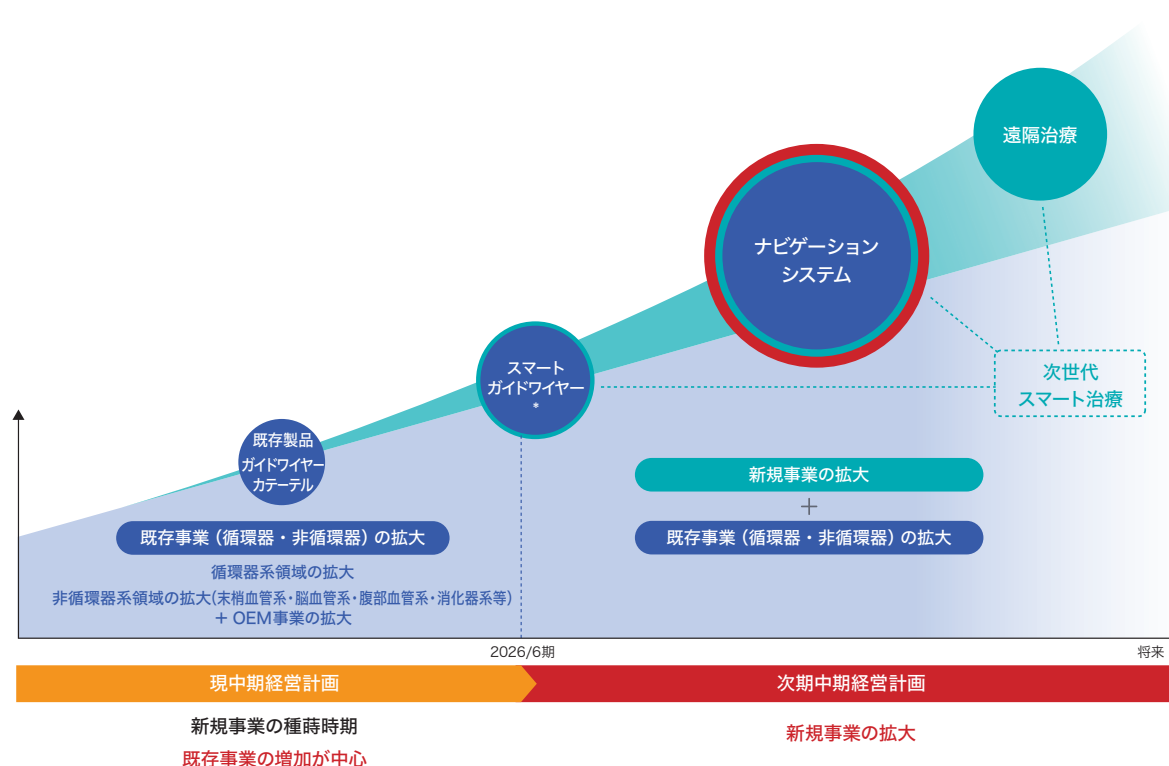 遠隔治療
ナビゲーション
システム
スマート
ガイドワイヤー
*
次世代
スマート治療
既存製品
ガイドワイヤー
カテーテル
新規事業の拡大
+
既存事業（循環器・非循環器）の拡大
既存事業（循環器・非循環器）の拡大
循環器系領域の拡大
非循環器系領域の拡大(末梢血管系・脳血管系・腹部血管系・消化器系等)
+ OEM事業の拡大
2026/6期
将来
現中期経営計画
次期中期経営計画
新規事業の種蒔時期
既存事業の増加が中心
新規事業の拡大